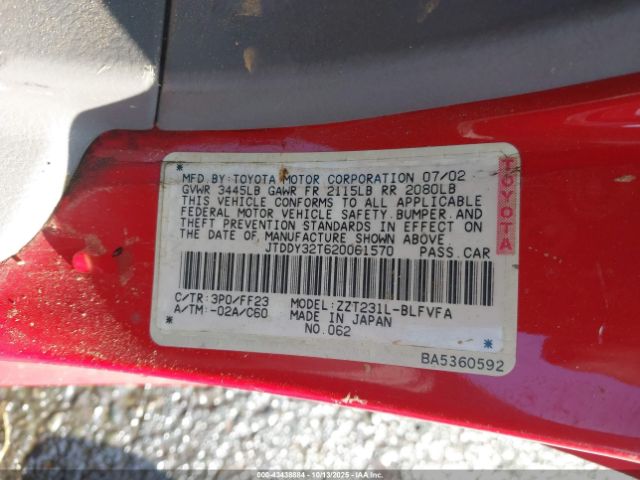 MFD BY: TOYOTA MOTOR CORPORATION 07/02
GVWR 3445LB GAWR FR 2115LB RR 2080LB
THIS VEHICLE CONFORMS TO ALL APPLICABLE
FEDERAL MOTOR VEHICLE SAFETY, BUMPER, AND
THEFT PREVENTION STANDARDS IN EFFECT ON
THE DATE OF MANUFACTURE SHOWN ABOVE.
JTDDY32T620061570 PASS. CAR
TOYOTA
C/TR: 3P0/FF23 MODEL: ZZT231L-BLFVFA
A/TM: -02A/C60 MADE IN JAPAN
NO. 062
BA5360592
000-43438884 | 10/13/2025 | COPYRIGHT IAA, LLC